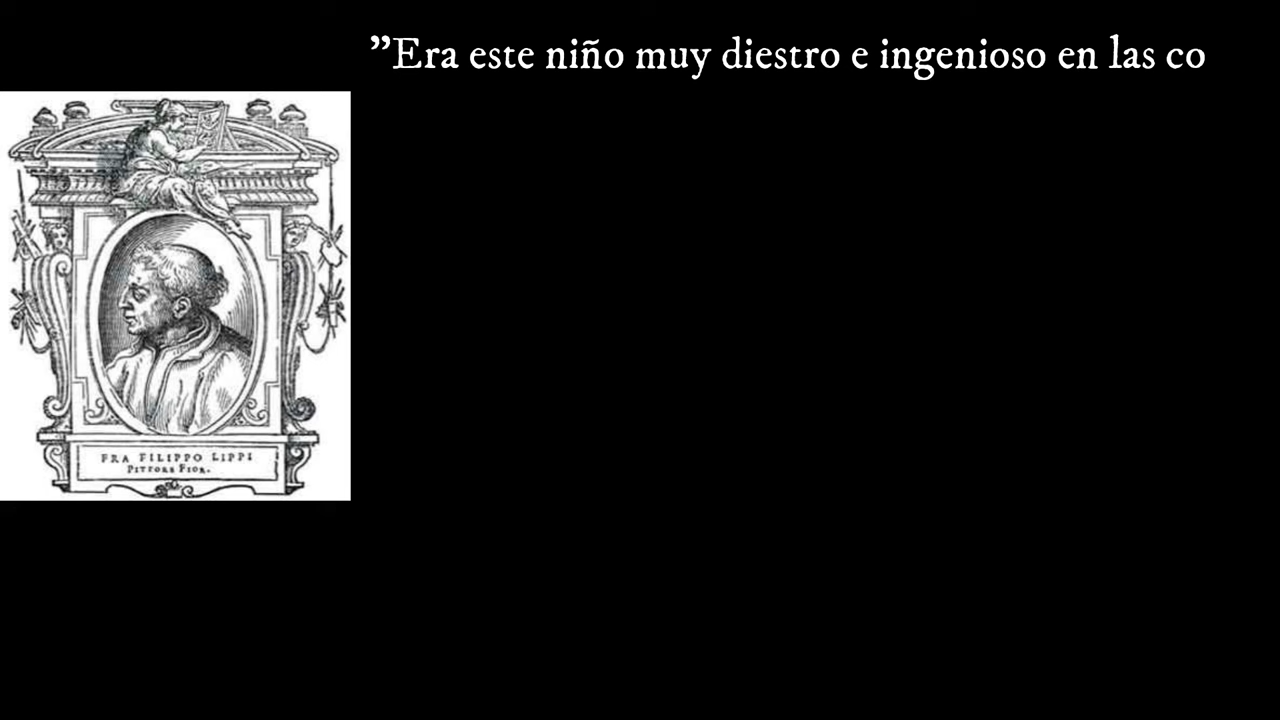 ”Era este niño muy diestro e ingenioso en las co
FRA FILIPPO LIPPI
PITTORE FIOR.